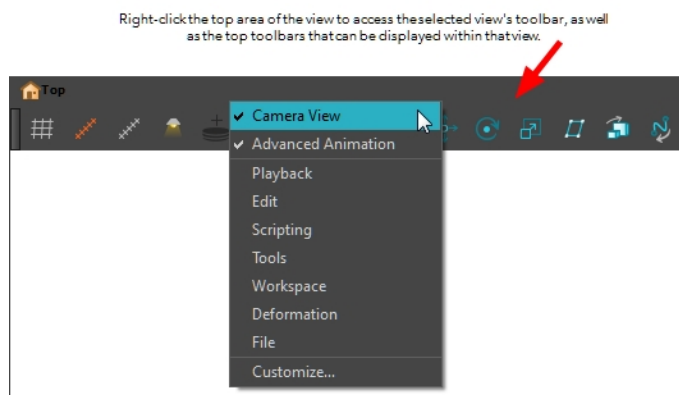 Right-click the top area of the view to access the selected view's toolbar, as well
as the top toolbars that can be displayed within that view.
Top
Camera View
Advanced Animation
Playback
Edit
Scripting
Tools
Workspace
Deformation
File
Customize...